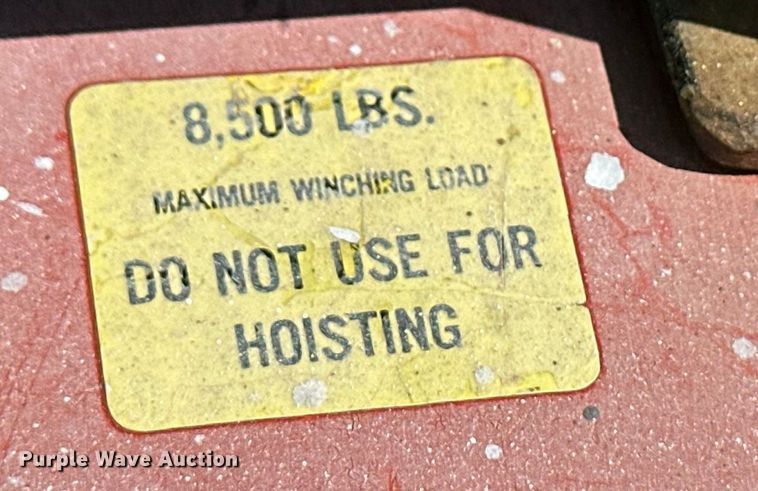 8,500 LBS.
MAXIMUM WINCHING LOAD
DO NOT USE FOR
HOISTING
Purple Wave Auction